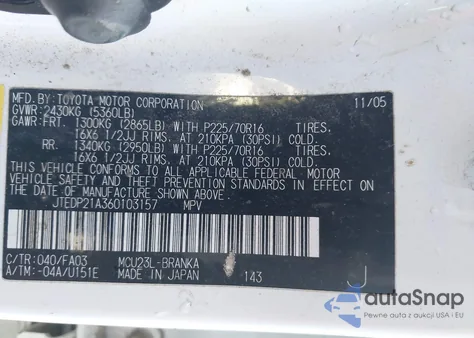 MFD.BY:TOYOTA MOTOR CORPORATION 11/05
GVWR:2430KG (5360LB)
GAWR:FRT. 1300KG (2865LB) WITH P225/70R16 TIRES,
16X6 1/2JJ RIMS, AT 210KPA (30PSI) COLD.
RR. 1340KG (2950LB) WITH P225/70R16 TIRES,
16X6 1/2JJ RIMS, AT 210KPA (30PSI) COLD.
THIS VEHICLE CONFORMS TO ALL APPLICABLE FEDERAL MOTOR
VEHICLE SAFETY AND BUMPER STANDARDS IN EFFECT ON
THE DATE OF MANUFACTURE SHOWN ABOVE.
JTEDP21A360103157 MPV
C/TR:040/FA03 MCU23L-BRANKA
A/TM:-04A/U151E MADE IN JAPAN 143 J
autoSnap
Pewne auta z aukcji w USA